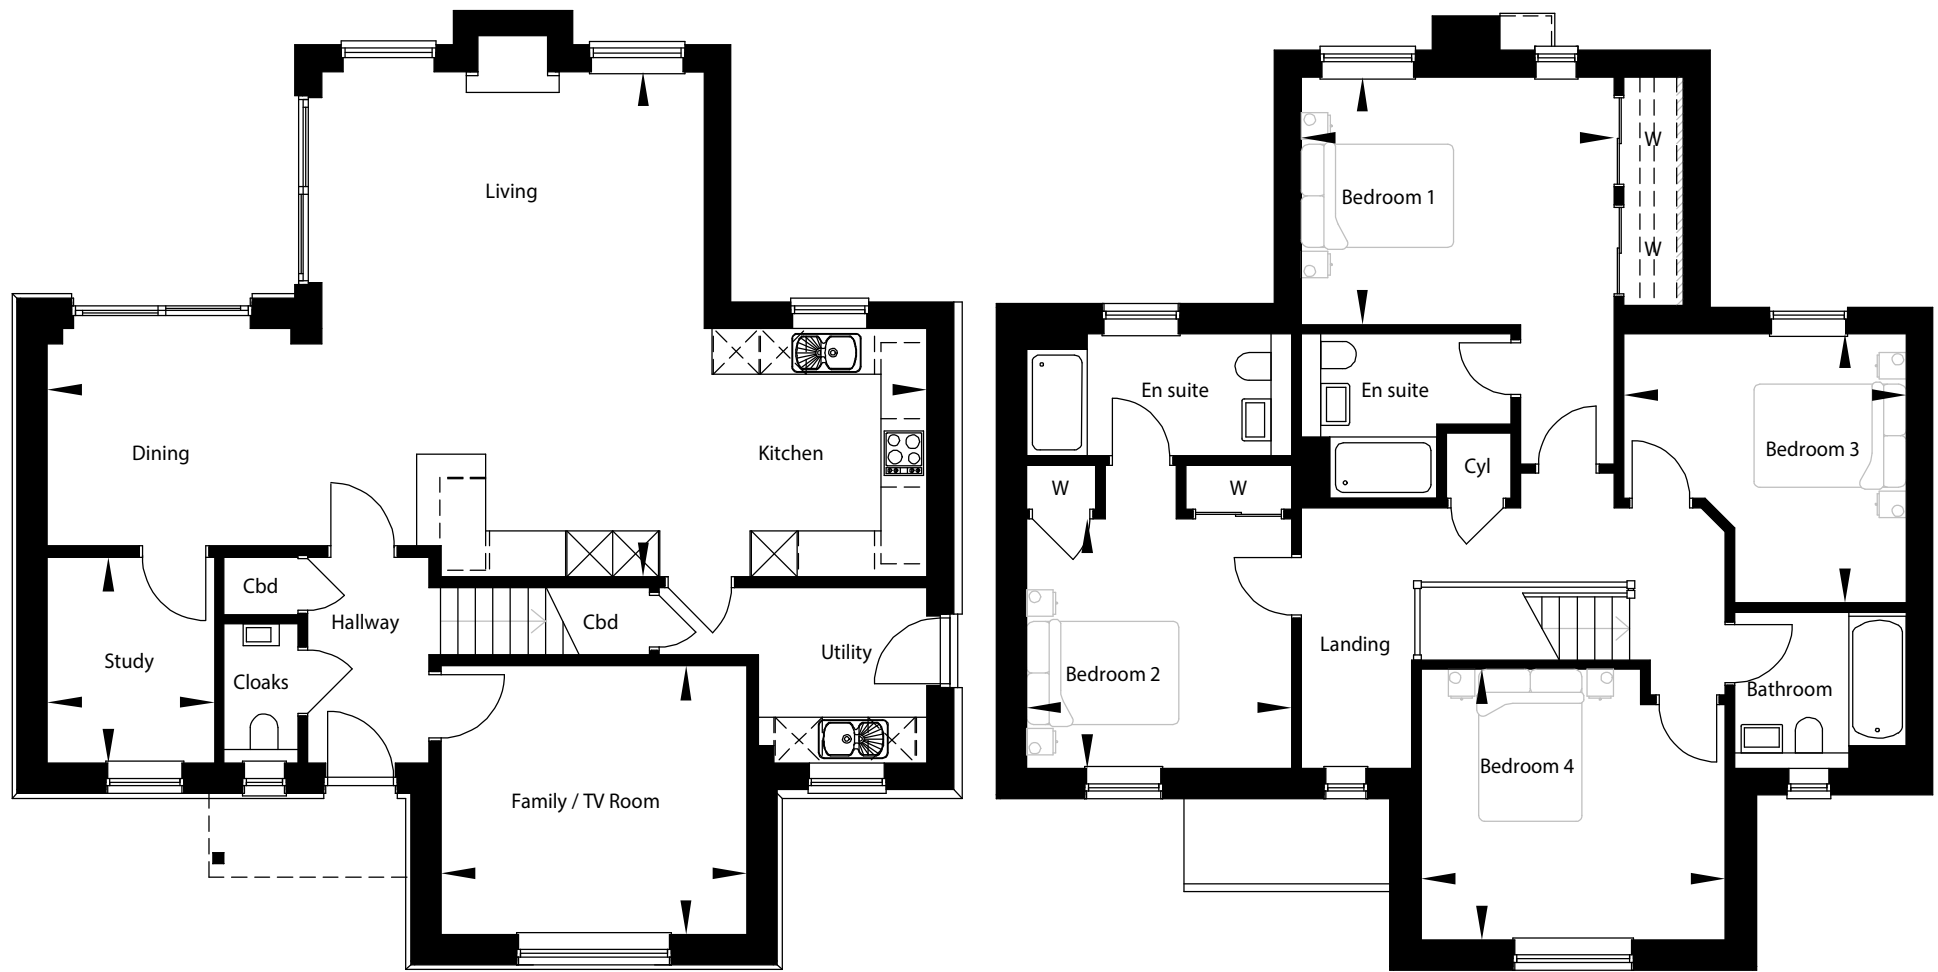 Living
Dining
Kitchen
Cbd
Hallway
Cbd
Study
Cloaks
Utility
Family / TV Room
W
Bedroom 1
W
En suite
En suite
Bedroom 3
Cyl
W
W
Landing
Bedroom 2
Bathroom
Bedroom 4